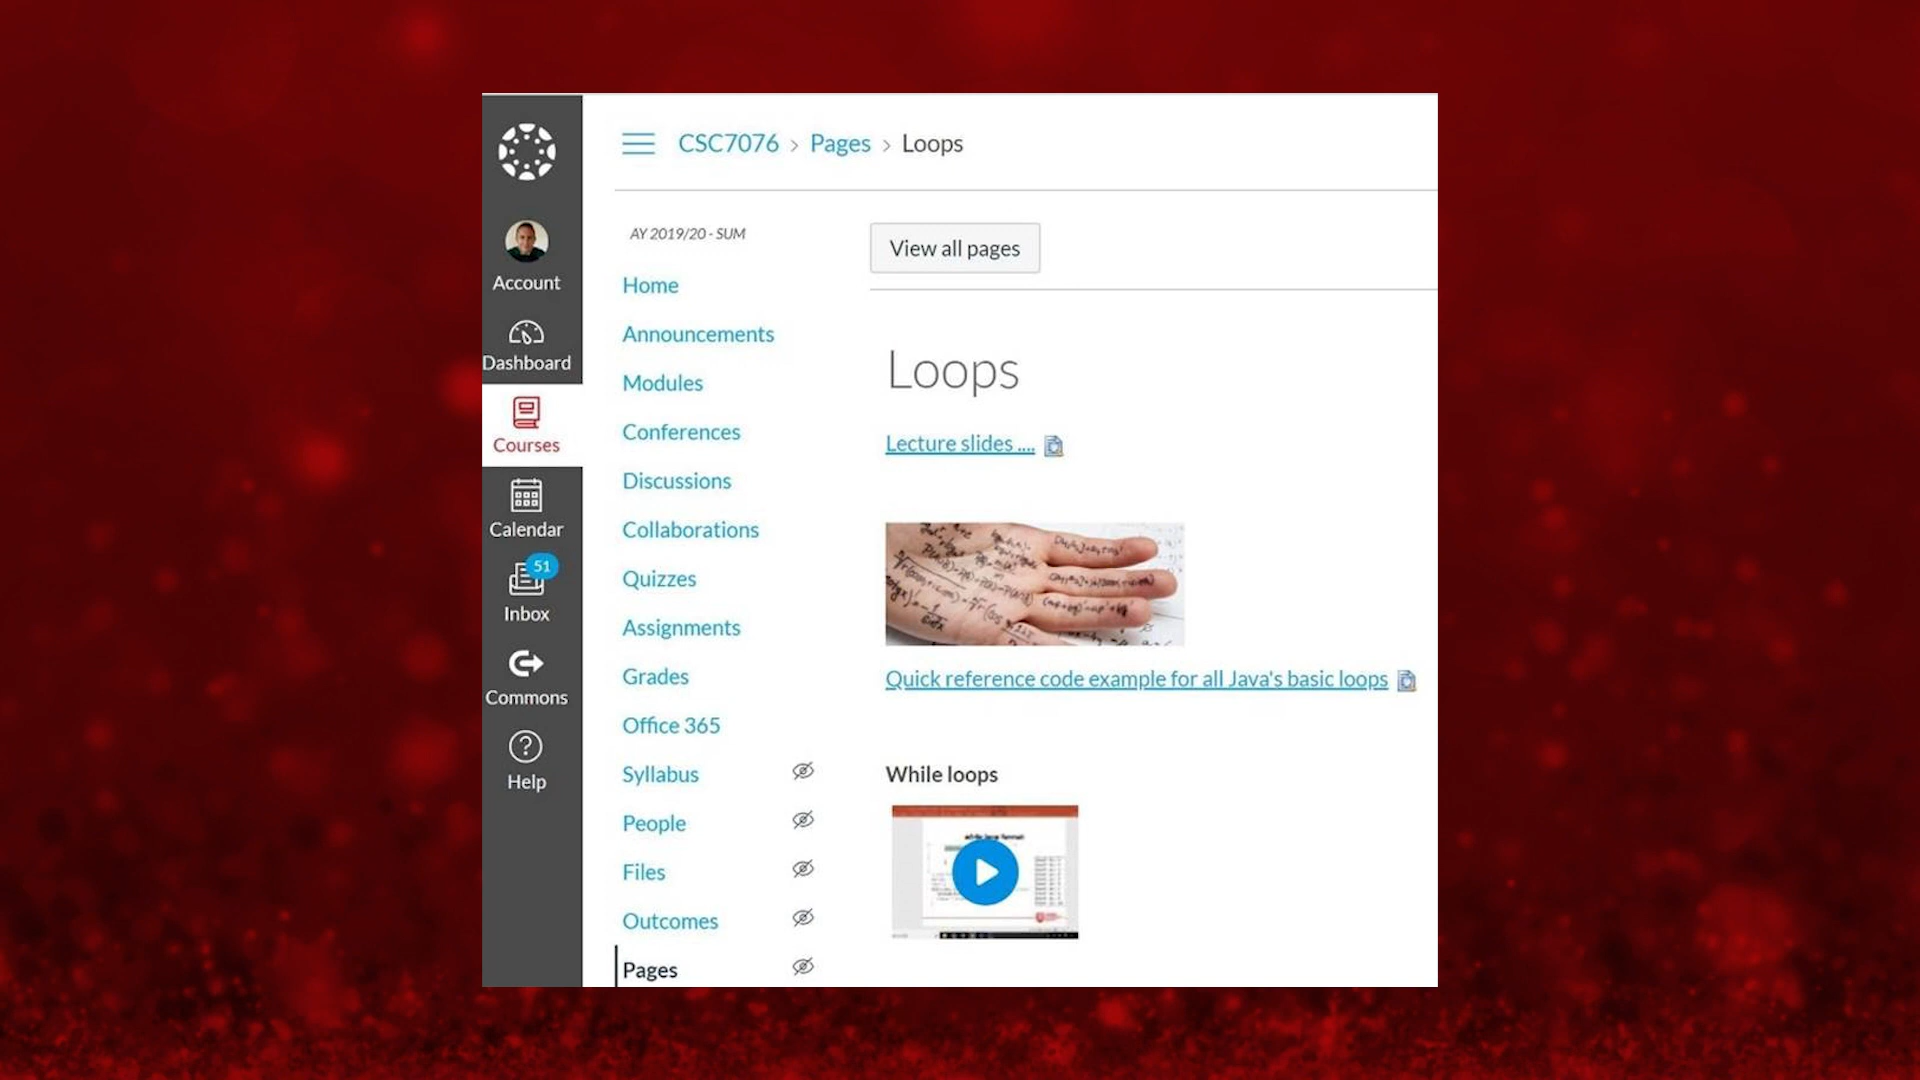 CSC7076 > Pages > Loops
Account
Dashboard
Courses
Calendar
51
Inbox
Commons
Help
AY 2019/20 - SUM
Home
Announcements
Modules
Conferences
Discussions
Collaborations
Quizzes
Assignments
Grades
Office 365
Syllabus
People
Files
Outcomes
Pages
View all pages
Loops
Lecture slides ....
Quick reference code example for all Java's basic loops
While loops